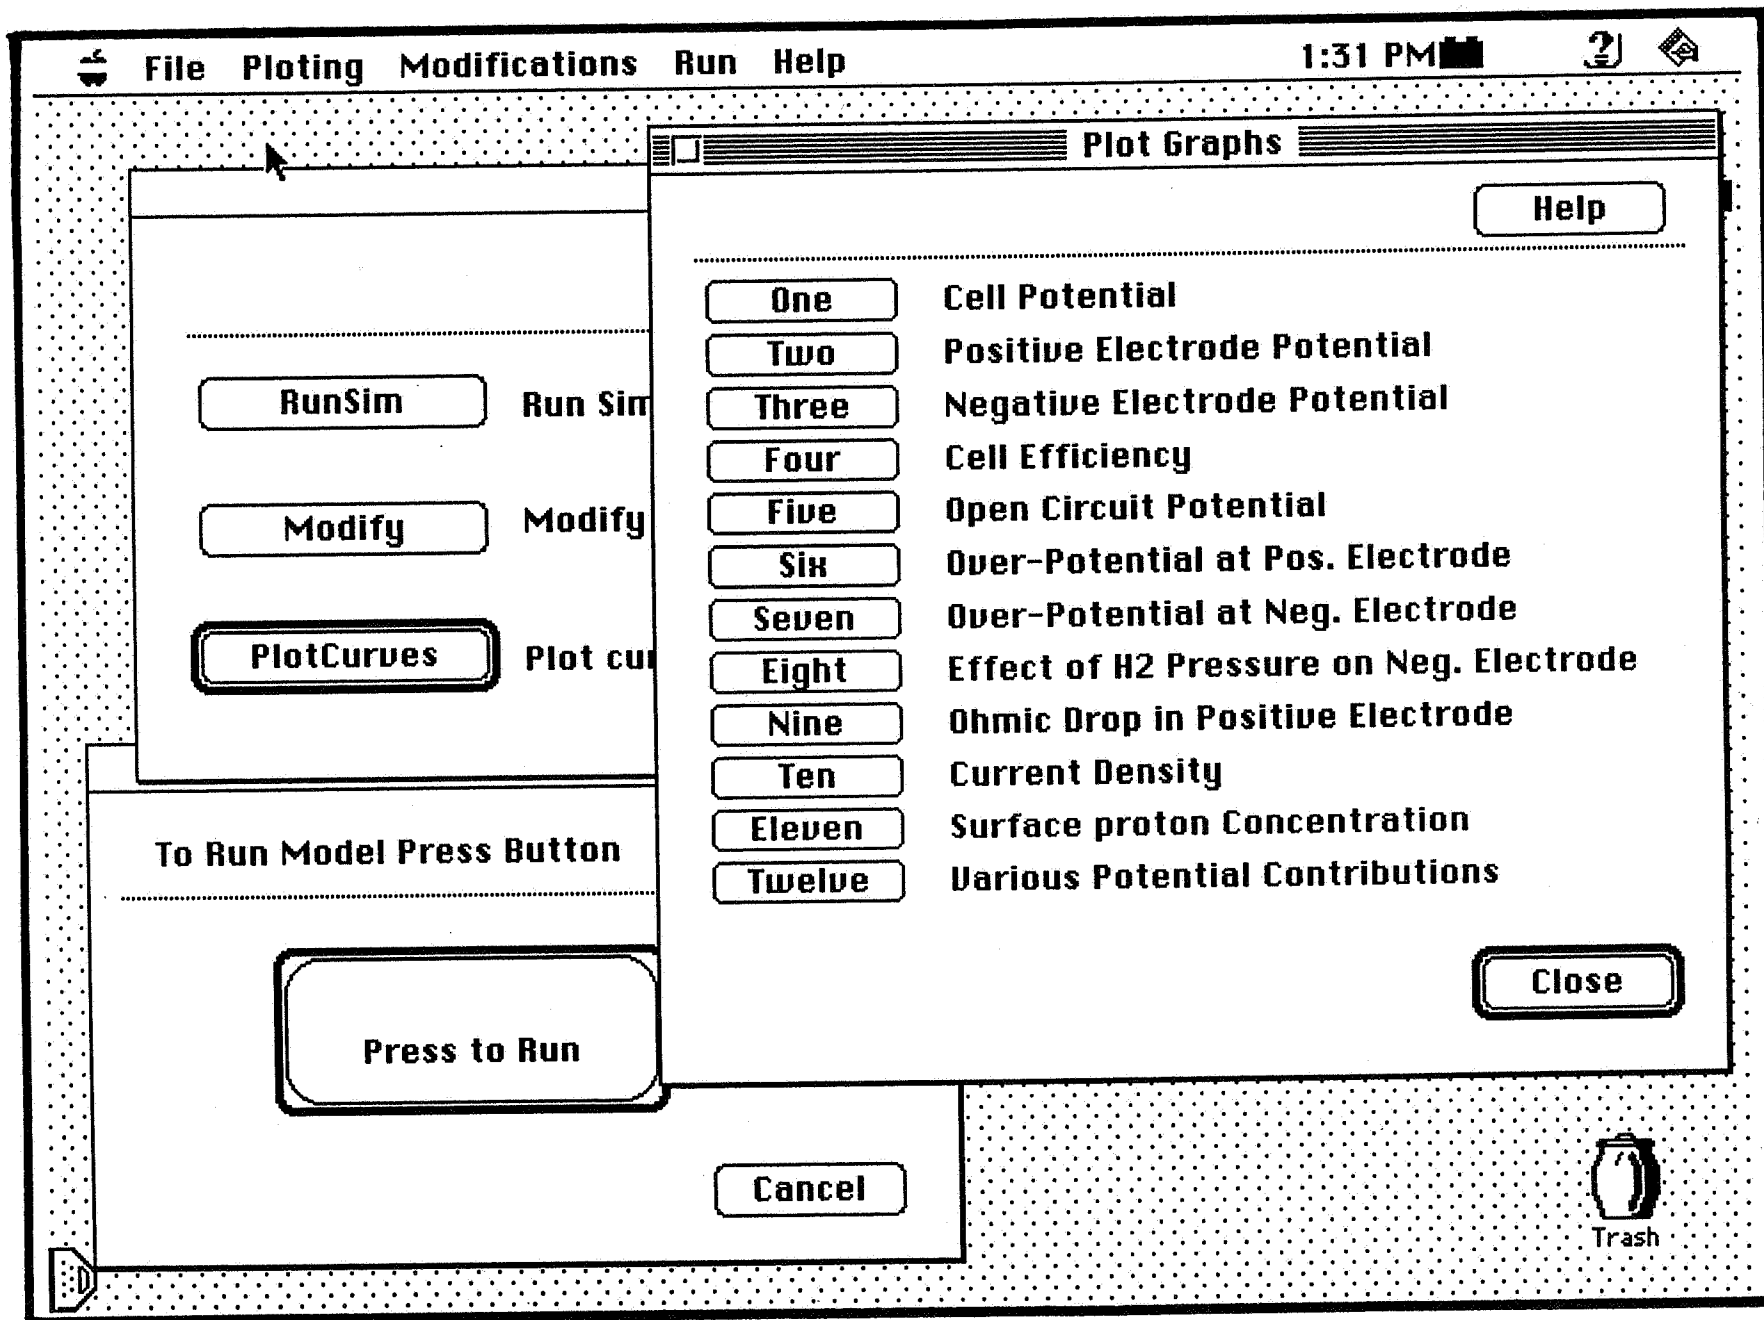 File Ploting Modifications Run Help 1:31 PM
Plot Graphs
Help
One Cell Potential
Two Positive Electrode Potential
Three Negative Electrode Potential
Four Cell Efficiency
Five Open Circuit Potential
Six Over-Potential at Pos. Electrode
Seven Over-Potential at Neg. Electrode
Eight Effect of H2 Pressure on Neg. Electrode
Nine Ohmic Drop in Positive Electrode
Ten Current Density
Eleven Surface proton Concentration
Twelve Various Potential Contributions
Close
RunSim Run Sim
Modify Modify
PlotCurves Plot cur
To Run Model Press Button
Press to Run
Cancel
Trash